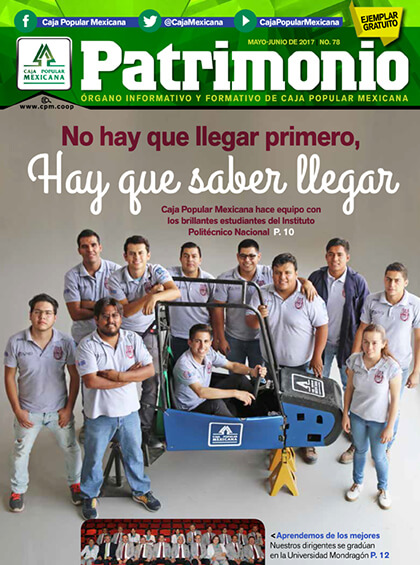 Caja Popular Mexicana
@CajaMexicana
CajaPopularMexicana
EJEMPLAR
GRATUITO
MAYO-JUNIO DE 2017 NO. 78
CAJA POPULAR
MEXICANA
Patrimonio
ÓRGANO INFORMATIVO Y FORMATIVO DE CAJA POPULAR MEXICANA
www.cpm.coop
No hay que llegar primero,
Hay que saber llegar
Caja Popular Mexicana hace equipo con
los brillantes estudiantes del Instituto
Politécnico Nacional P. 10
CAJA POPULAR
MEXICANA
<Aprendemos de los mejores
Nuestros dirigentes se gradúan
en la Universidad Mondragón P. 12